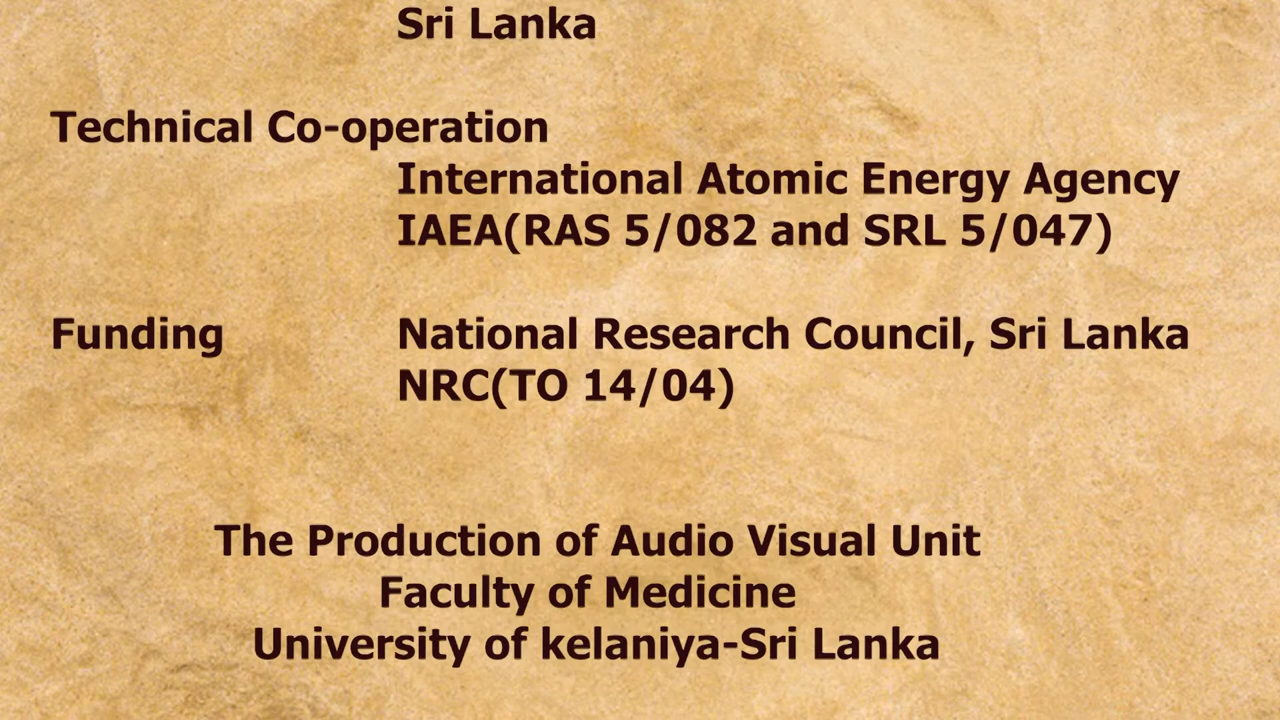 Sri Lanka
Technical Co-operation
International Atomic Energy Agency
IAEA(RAS 5/082 and SRL 5/047)
Funding National Research Council, Sri Lanka
NRC(TO 14/04)
The Production of Audio Visual Unit
Faculty of Medicine
University of kelaniya-Sri Lanka